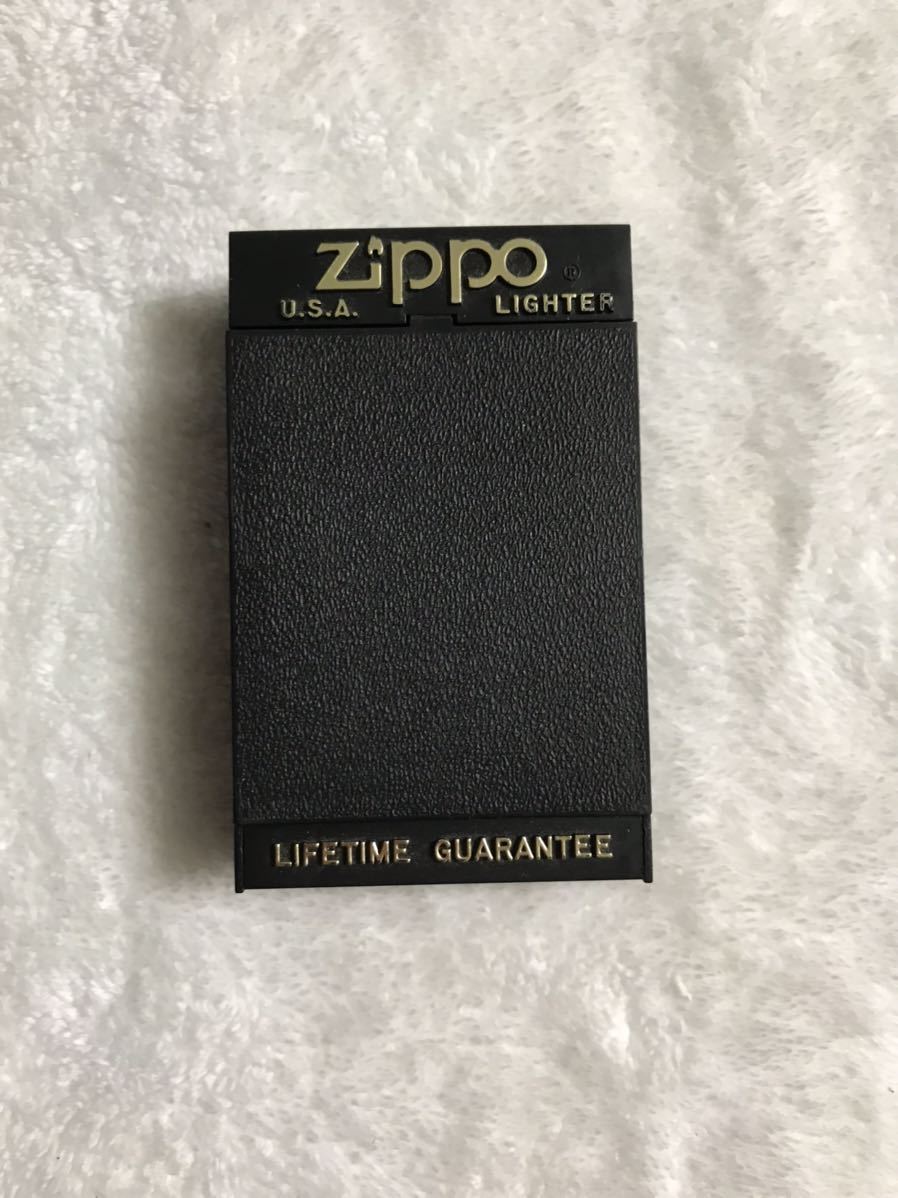 Zippo ®
U.S.A. LIGHTER
LIFETIME GUARANTEE